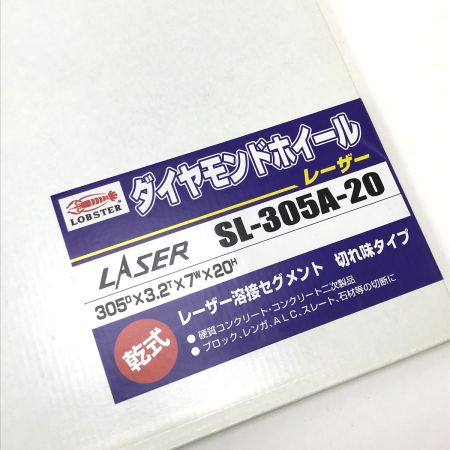 ダイヤモンドホイール
レーザー
LOBSTER
LASER SL-305A-20
305ᴰ×3.2ᵀ×7ᵂ×20ᴴ
乾式
レーザー溶接セグメント 切れ味タイプ
●硬質コンクリート・コンクリート二次製品
●ブロック、レンガ、ALC、スレート、石材等の切断に